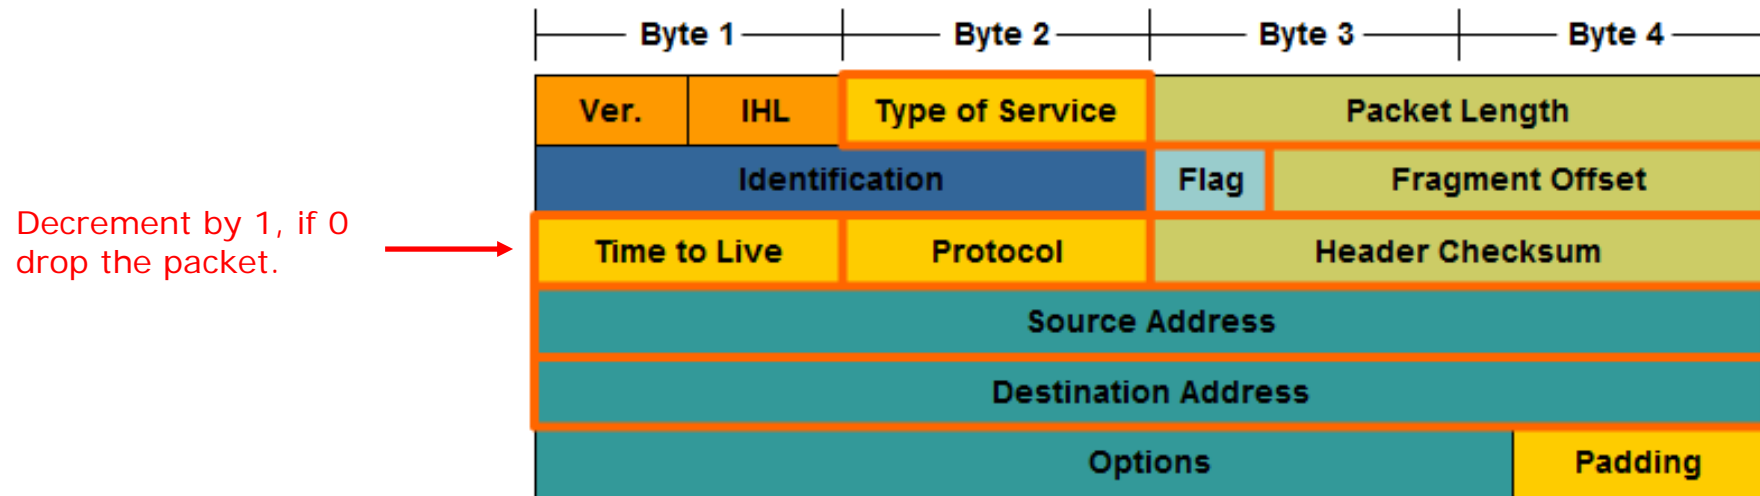 Byte 1 Byte 2 Byte 3 Byte 4
Ver. IHL Type of Service Packet Length
Identification Flag Fragment Offset
Decrement by 1, if 0
drop the packet.
Time to Live Protocol Header Checksum
Source Address
Destination Address
Options Padding